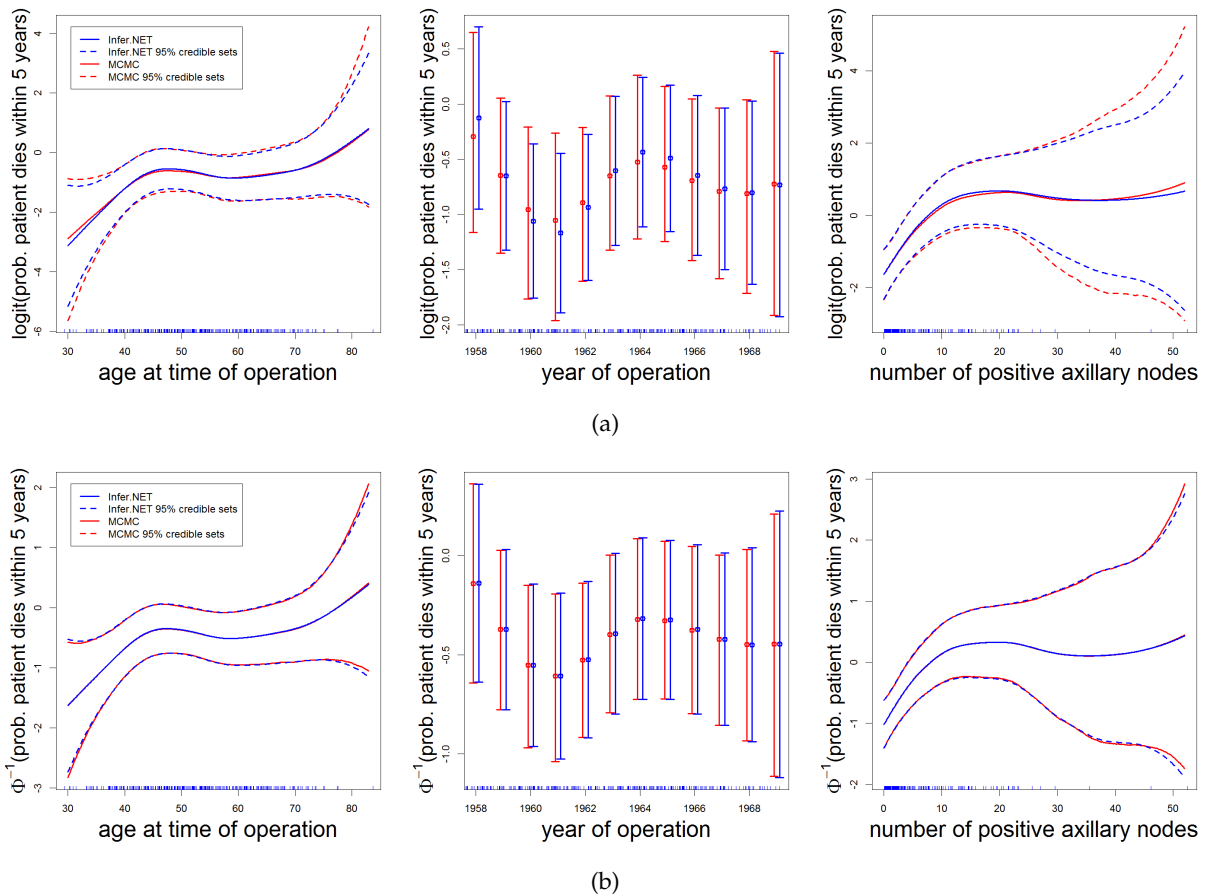 logit(prob. patient dies within 5 years)
4
2
0
-2
-4
-6
Infer.NET
Infer.NET 95% credible sets
MCMC
MCMC 95% credible sets
30 40 50 60 70 80
age at time of operation
logit(prob. patient dies within 5 years)
0.5
0.0
-0.5
-1.0
-1.5
-2.0
1958 1960 1962 1964 1966 1968
year of operation
logit(prob. patient dies within 5 years)
4
2
0
-2
0 10 20 30 40 50
number of positive axillary nodes
(a)
Φ⁻¹(prob. patient dies within 5 years)
2
1
0
-1
-2
-3
Infer.NET
Infer.NET 95% credible sets
MCMC
MCMC 95% credible sets
30 40 50 60 70 80
age at time of operation
Φ⁻¹(prob. patient dies within 5 years)
0.0
-0.5
-1.0
1958 1960 1962 1964 1966 1968
year of operation
Φ⁻¹(prob. patient dies within 5 years)
3
2
1
0
-1
-2
0 10 20 30 40 50
number of positive axillary nodes
(b)